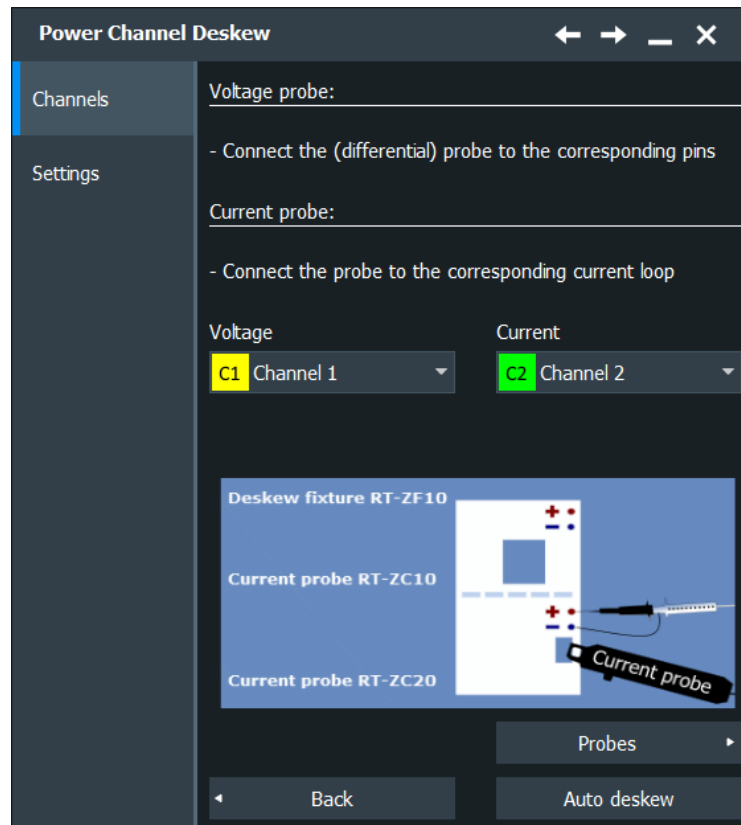 Power Channel Deskew
Channels
Settings
Voltage probe:
- Connect the (differential) probe to the corresponding pins
Current probe:
- Connect the probe to the corresponding current loop
Voltage Current
C1 Channel 1 C2 Channel 2
Deskew fixture RT-ZF10
+
−
Current probe RT-ZC10
+
−
Current probe
Current probe RT-ZC20
Probes
Back Auto deskew